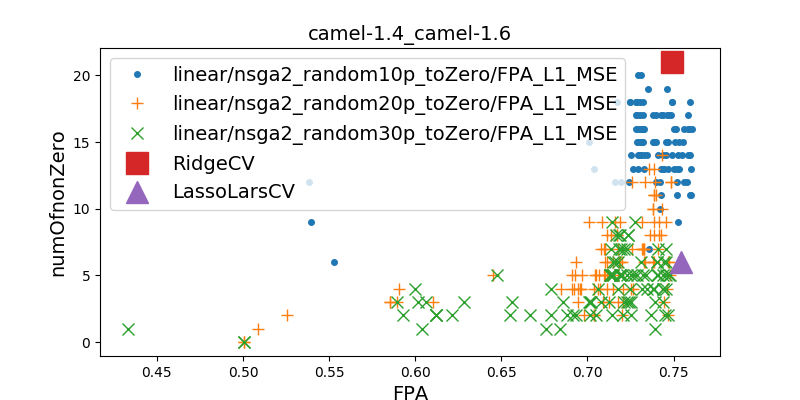 camel-1.4_camel-1.6
linear/nsga2_random10p_toZero/FPA_L1_MSE
linear/nsga2_random20p_toZero/FPA_L1_MSE
linear/nsga2_random30p_toZero/FPA_L1_MSE
RidgeCV
LassoLarsCV
numOfnonZero
20
15
10
5
0
0.45 0.50 0.55 0.60 0.65 0.70 0.75
FPA